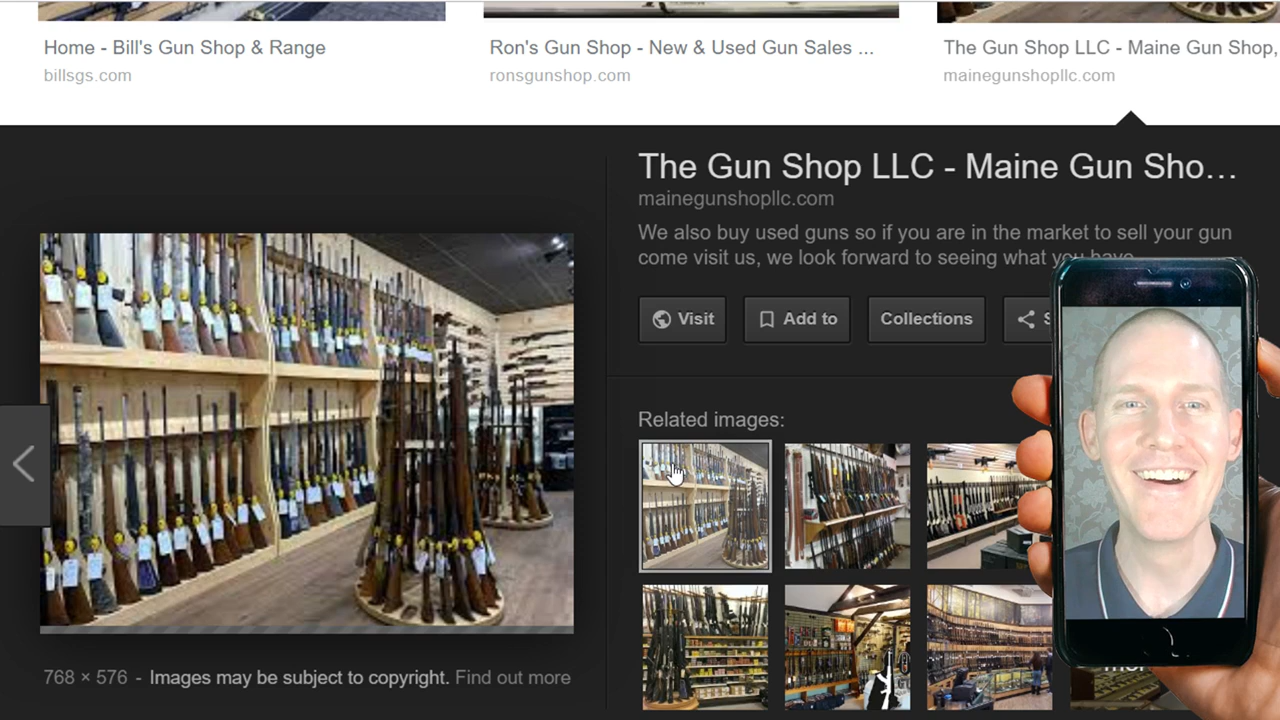 Home - Bill's Gun Shop & Range
billsgs.com
Ron's Gun Shop - New & Used Gun Sales ...
ronsgunshop.com
The Gun Shop LLC - Maine Gun Shop,
mainegunshopllc.com
The Gun Shop LLC - Maine Gun Sho...
mainegunshopllc.com
We also buy used guns so if you are in the market to sell your gun
come visit us, we look forward to seeing what you have
Visit
Add to
Collections
S
Related images:
768 × 576 - Images may be subject to copyright. Find out more